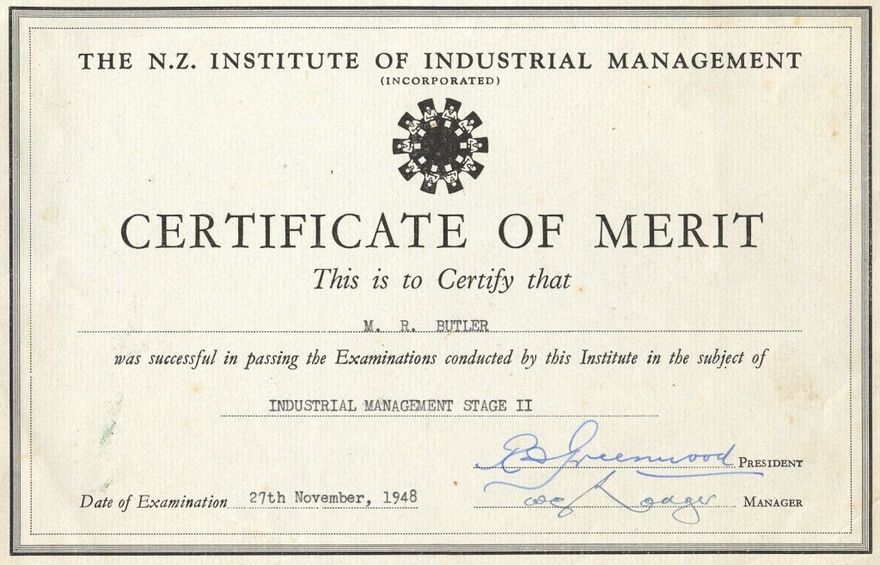 THE N.Z. INSTITUTE OF INDUSTRIAL MANAGEMENT
(INCORPORATED)
CERTIFICATE OF MERIT
This is to Certify that
M. R. BUTLER
was successful in passing the Examinations conducted by this Institute in the subject of
INDUSTRIAL MANAGEMENT STAGE II
Greenwood PRESIDENT
Date of Examination 27th November, 1948 MANAGER